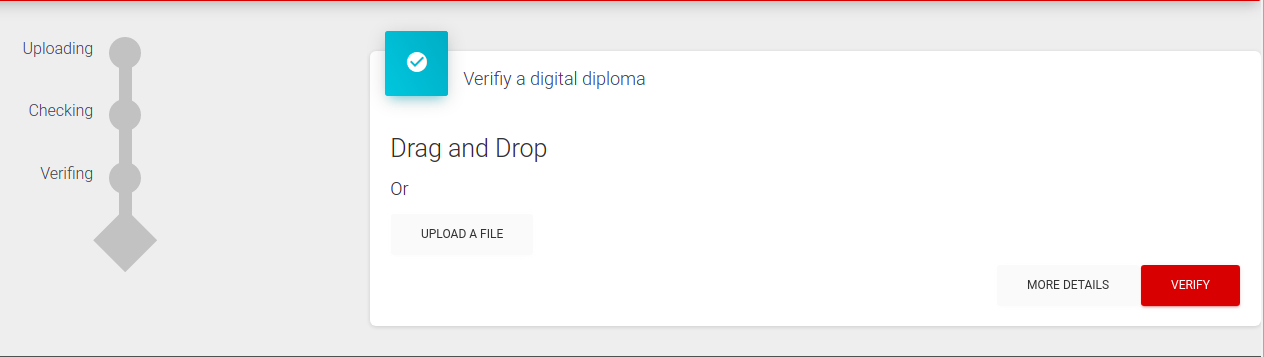 Uploading
Checking
Verifing
Verifiy a digital diploma
Drag and Drop
Or
UPLOAD A FILE
MORE DETAILS
VERIFY